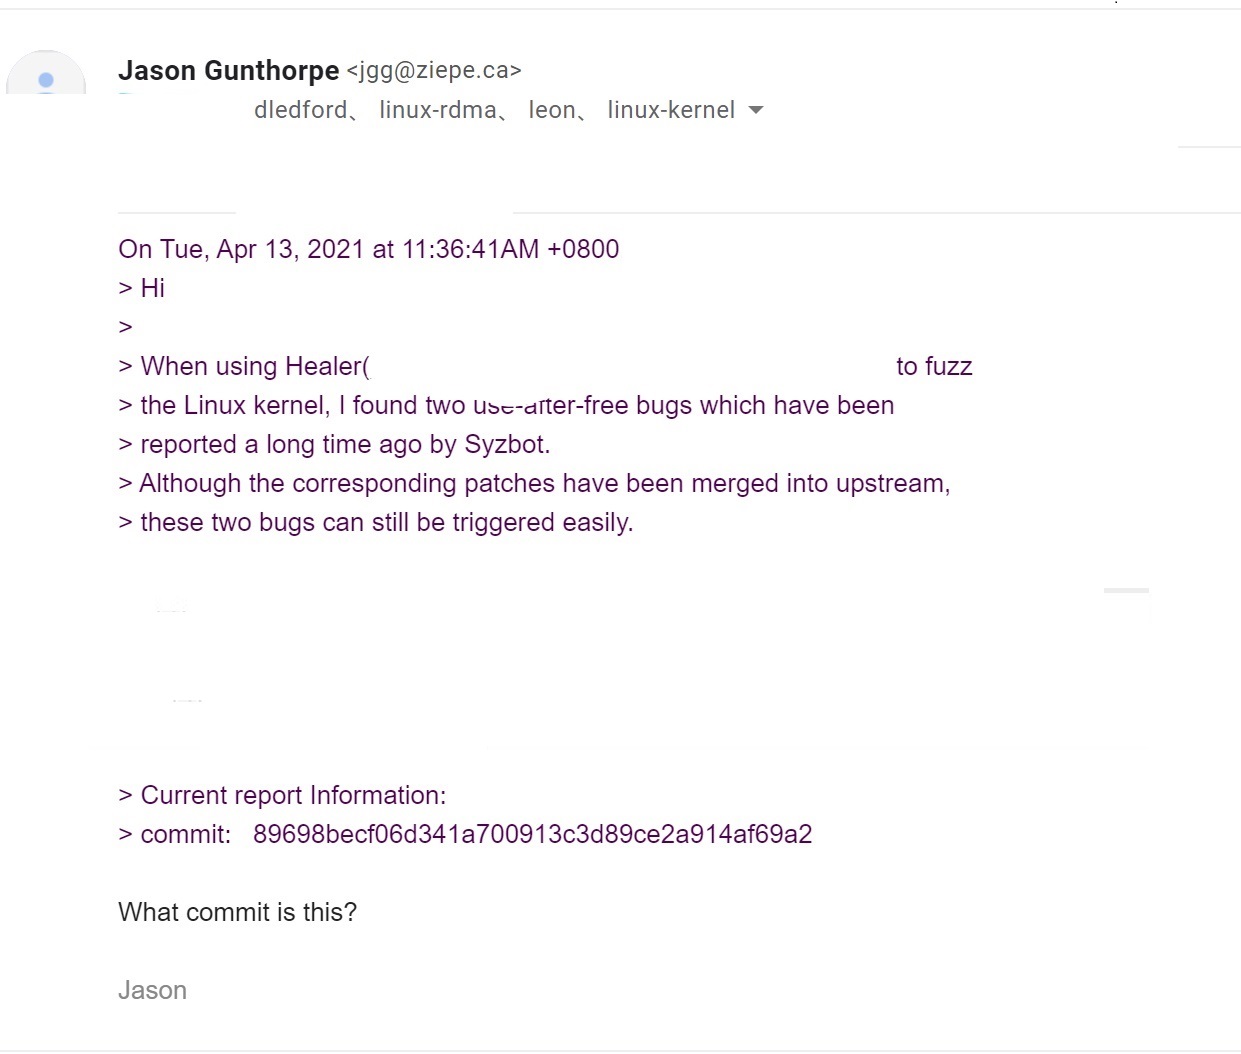 Jason Gunthorpe <jgg@ziepe.ca>
dledford、 linux-rdma、 leon、 linux-kernel
On Tue, Apr 13, 2021 at 11:36:41AM +0800
> Hi
>
> When using Healer( to fuzz
> the Linux kernel, I found two use-after-free bugs which have been
> reported a long time ago by Syzbot.
> Although the corresponding patches have been merged into upstream,
> these two bugs can still be triggered easily.
> Current report Information:
> commit: 89698becf06d341a700913c3d89ce2a914af69a2
What commit is this?
Jason